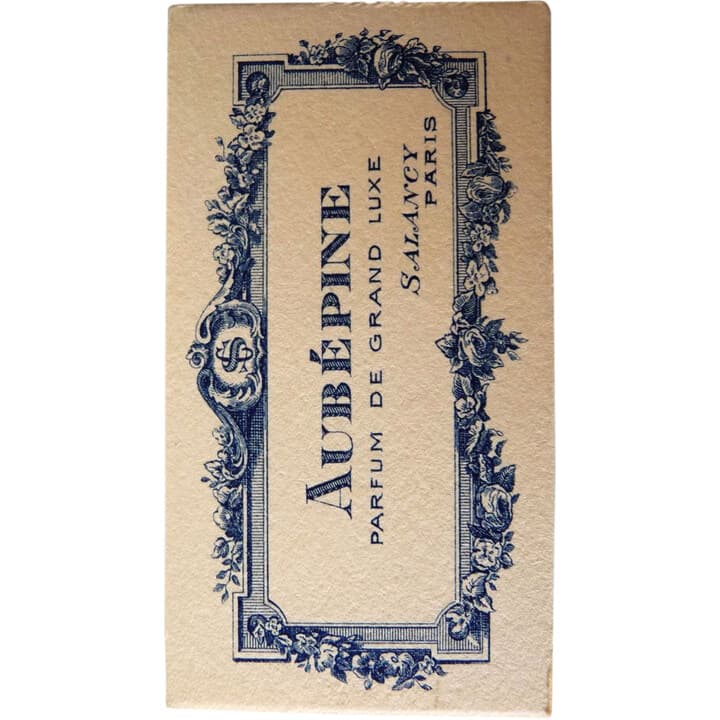 AUBÉPINE
PARFUM DE GRAND LUXE
SALANCY
PARIS